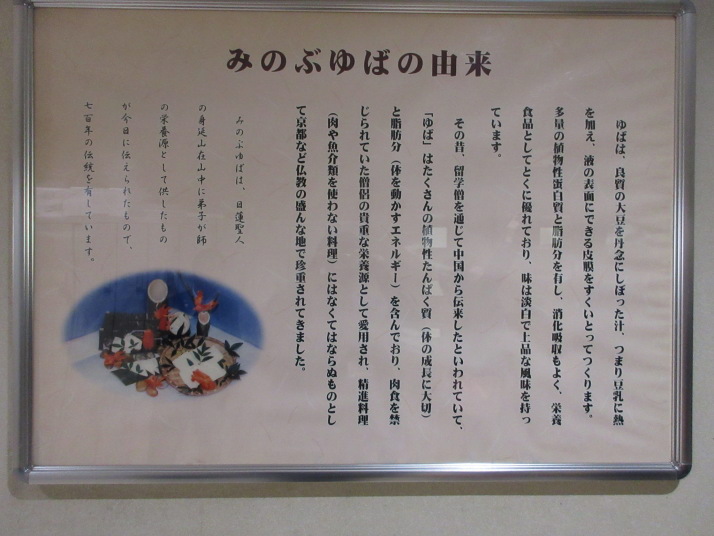 みのぶゆばの由来
ゆばは、良質の大豆を丹念にしぼった汁、つまり豆乳に熱
を加え、液の表面にできる皮膜をすくいとってつくります。
多量の植物性蛋白質と脂肪分を有し、消化吸収もよく、栄養
食品としてとくに優れており、味は淡白で上品な風味を持っ
ています。
その昔、留学僧を通じて中国から伝来したといわれていて、
「ゆば」はたくさんの植物性たんぱく質（体の成長に大切）
と脂肪分（体を動かすエネルギー）を含んでおり、肉食を禁
じられていた僧侶の貴重な栄養源として愛用され、精進料理
（肉や魚介類を使わない料理）にはなくてはならぬものとし
て京都など仏教の盛んな地で珍重されてきました。
みのぶゆばは、日蓮聖人
の身延山在山中に弟子が師
の栄養源として供したもの
が今日に伝えられたもので、
七百年の伝統を有しています。